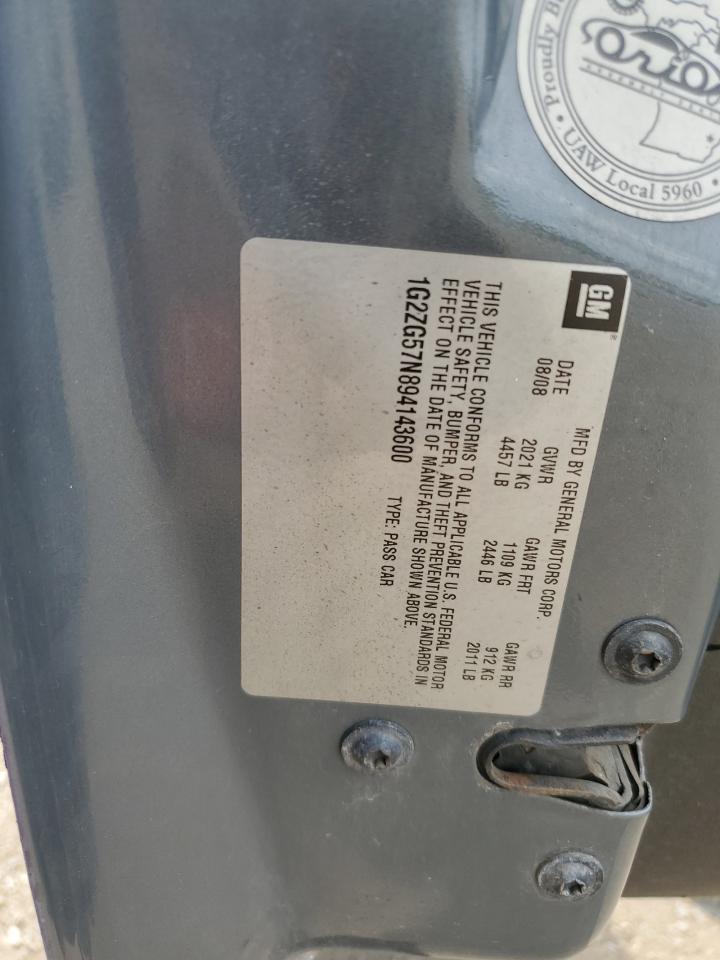 Proudly
Orion
UAW Local 5960
GM
MFD BY GENERAL MOTORS CORP.
DATE GVWR GAWR FRT GAWR RR
08/08 2021 KG 1109 KG 912 KG
4457 LB 2446 LB 2011 LB
THIS VEHICLE CONFORMS TO ALL APPLICABLE U.S. FEDERAL MOTOR
VEHICLE SAFETY, BUMPER, AND THEFT PREVENTION STANDARDS IN
EFFECT ON THE DATE OF MANUFACTURE SHOWN ABOVE.
1G2ZG57N894143600 TYPE: PASS CAR